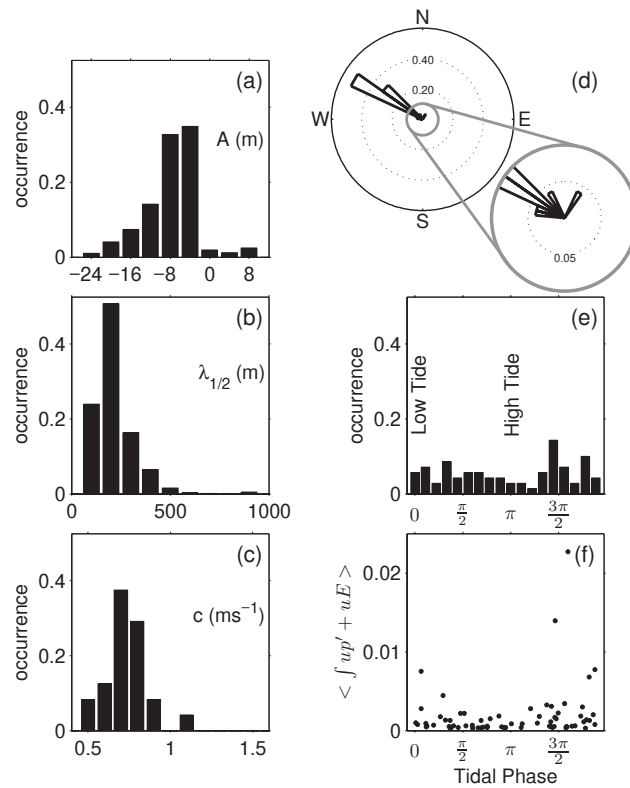 (a)
A (m)
occurrence
0.4
0.2
0
−24 −16 −8 0 8
(b)
λ1/2 (m)
occurrence
0.4
0.2
0
0 500 1000
(c)
c (ms−1)
occurrence
0.4
0.2
0
0.5 1 1.5
N
(d)
0.40
0.20
W
E
S
0.05
(e)
occurrence
0.4
0.2
0
Low Tide
High Tide
0 π/2 π 3π/2
(f)
< ∫ up′ + uE >
0.02
0.01
0
0 π/2 π 3π/2
Tidal Phase